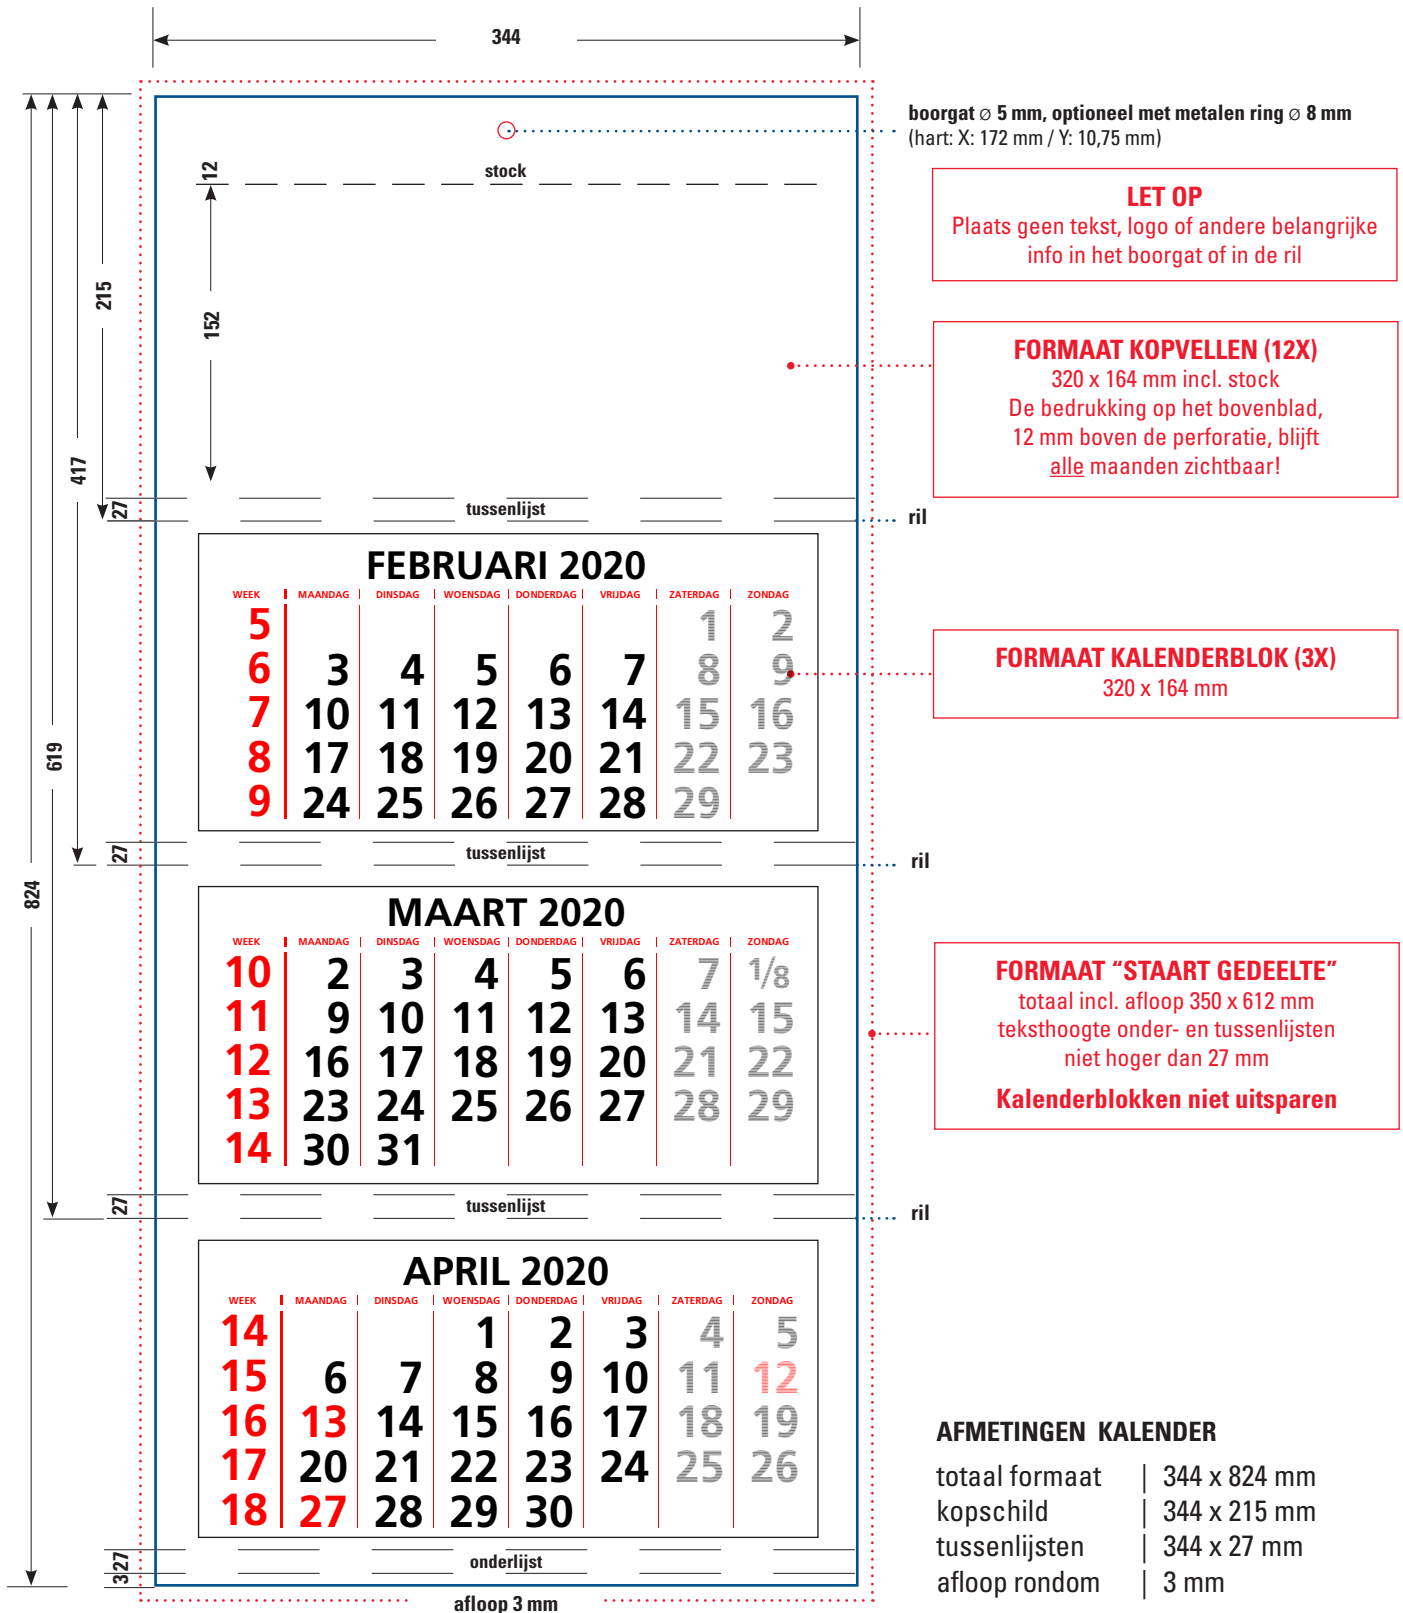 344
boorgat ø 5 mm, optioneel met metalen ring ø 8 mm
(hart: X: 172 mm / Y: 10,75 mm)
stock
12
152
215
417
619
824
LET OP
Plaats geen tekst, logo of andere belangrijke
info in het boorgat of in de ril
FORMAAT KOPVELLEN (12X)
320 x 164 mm incl. stock
De bedrukking op het bovenblad,
12 mm boven de perforatie, blijft
alle maanden zichtbaar!
27
tussenlijst
ril
FEBRUARI 2020
WEEK MAANDAG DINSDAG WOENSDAG DONDERDAG VRIJDAG ZATERDAG ZONDAG
5 1 2
6 3 4 5 6 7 8 9
7 10 11 12 13 14 15 16
8 17 18 19 20 21 22 23
9 24 25 26 27 28 29
FORMAAT KALENDERBLOK (3X)
320 x 164 mm
27
tussenlijst
ril
MAART 2020
WEEK MAANDAG DINSDAG WOENSDAG DONDERDAG VRIJDAG ZATERDAG ZONDAG
10 2 3 4 5 6 7 1/8
11 9 10 11 12 13 14 15
12 16 17 18 19 20 21 22
13 23 24 25 26 27 28 29
14 30 31
FORMAAT “STAART GEDEELTE”
totaal incl. afloop 350 x 612 mm
teksthoogte onder- en tussenlijsten
niet hoger dan 27 mm
Kalenderblokken niet uitsparen
27
tussenlijst
ril
APRIL 2020
WEEK MAANDAG DINSDAG WOENSDAG DONDERDAG VRIJDAG ZATERDAG ZONDAG
14 1 2 3 4 5
15 6 7 8 9 10 11 12
16 13 14 15 16 17 18 19
17 20 21 22 23 24 25 26
18 27 28 29 30
27
3
onderlijst
afloop 3 mm
AFMETINGEN KALENDER
totaal formaat | 344 x 824 mm
kopschild | 344 x 215 mm
tussenlijsten | 344 x 27 mm
afloop rondom | 3 mm